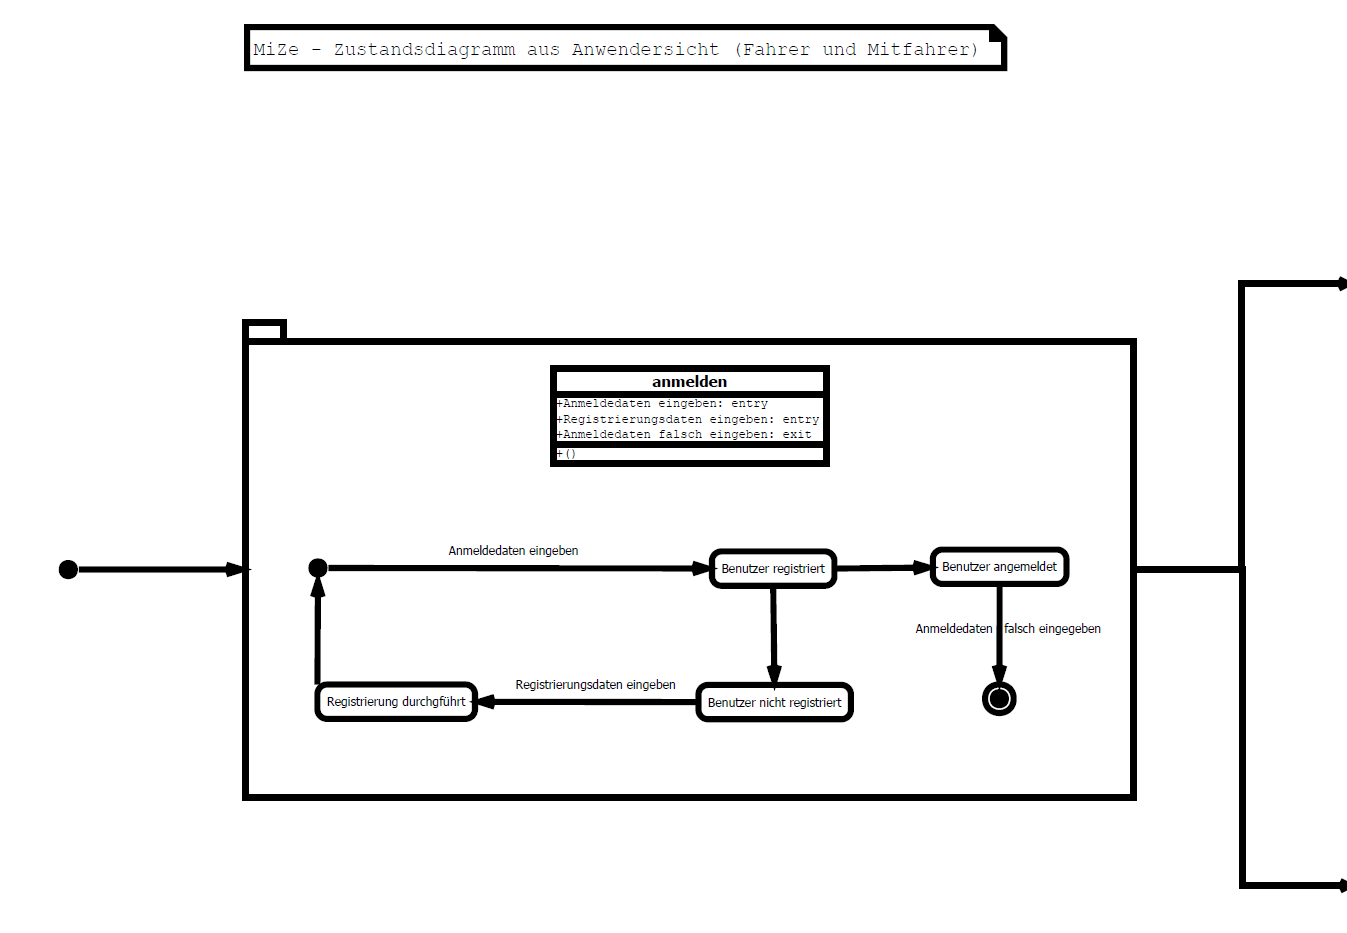 MiZe - Zustandsdiagramm aus Anwendersicht (Fahrer und Mitfahrer)
anmelden
+Anmeldedaten eingeben: entry
+Registrierungsdaten eingeben: entry
+Anmeldedaten falsch eingeben: exit
+()
Anmeldedaten eingeben
Benutzer registriert
Benutzer angemeldet
Anmeldedaten falsch eingegeben
Registrierungsdaten eingeben
Registrierung durchgführt
Benutzer nicht registriert